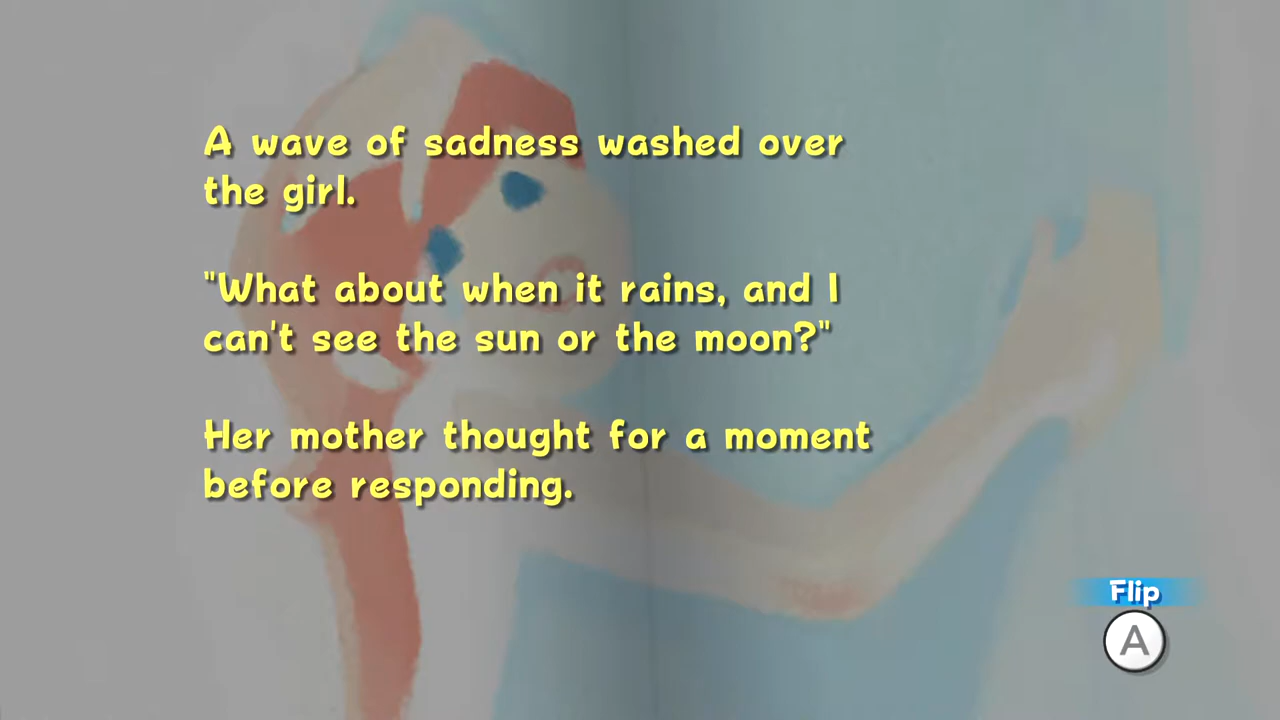 A wave of sadness washed over
the girl.
"What about when it rains, and I
can't see the sun or the moon?"
Her mother thought for a moment
before responding.
Flip
A